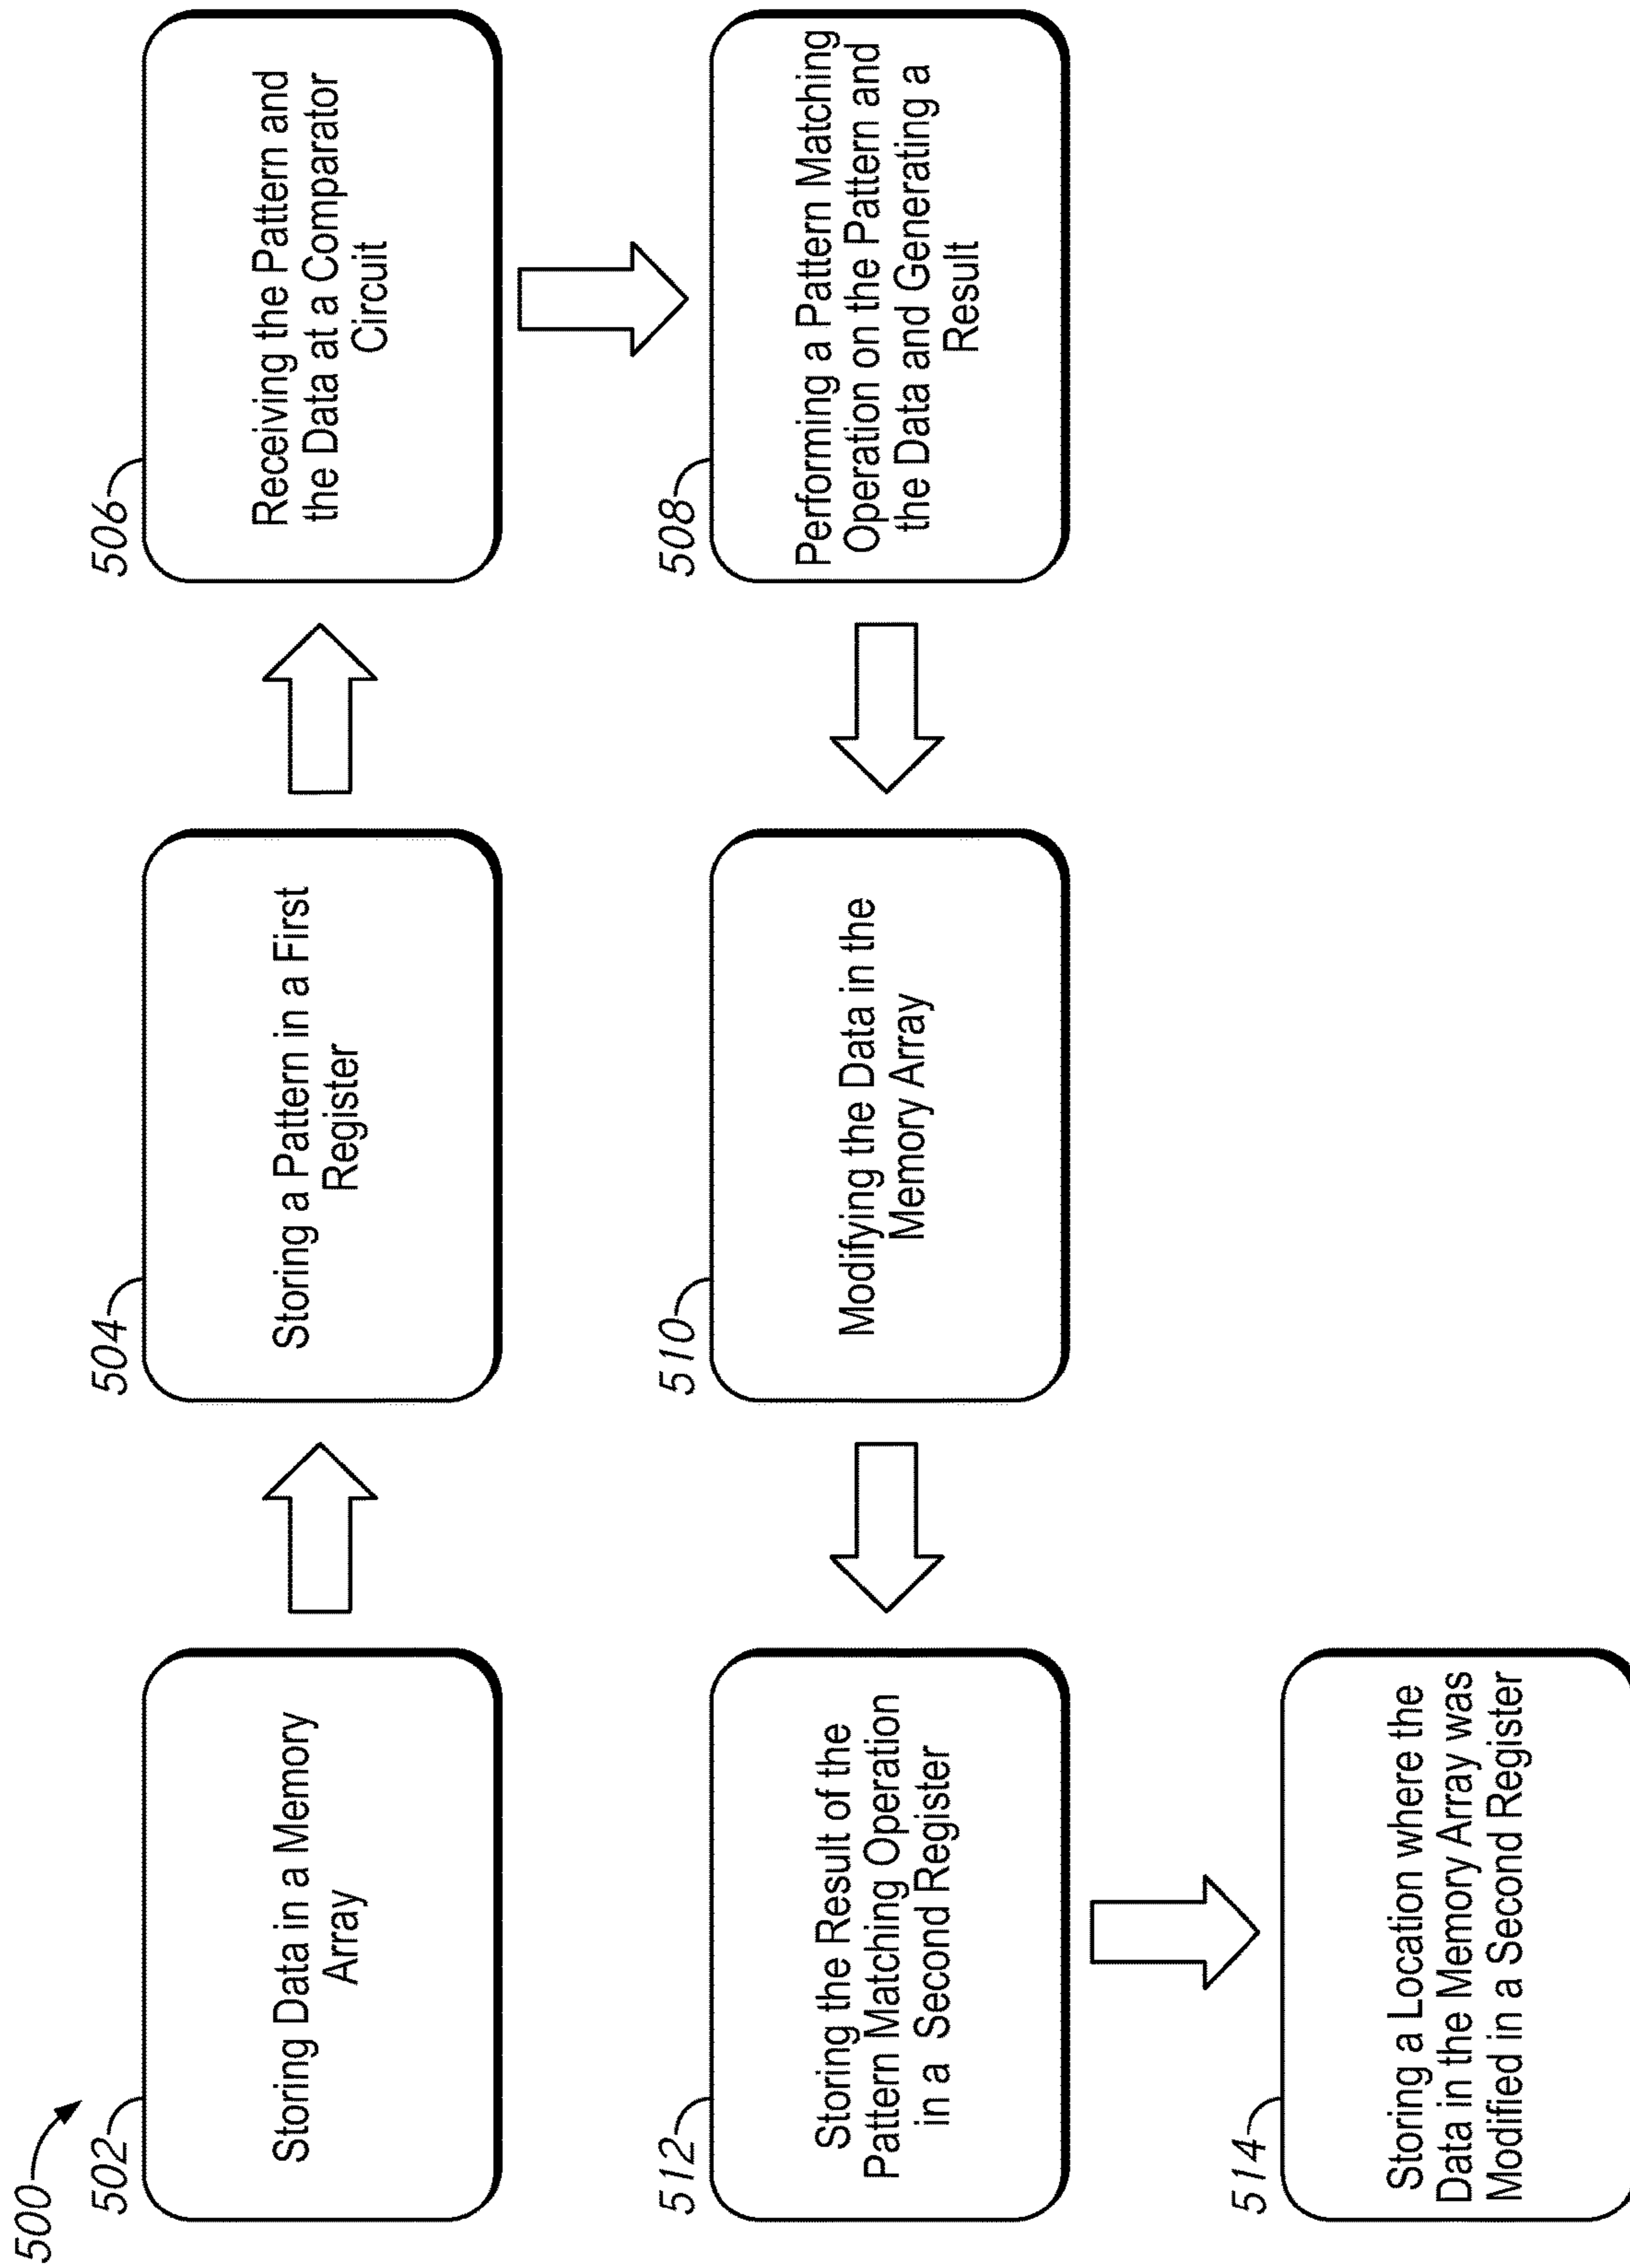 500
502
Storing Data in a Memory
Array
504
Storing a Pattern in a First
Register
506
Receiving the Pattern and
the Data at a Comparator
Circuit
508
Performing a Pattern Matching
Operation on the Pattern and
the Data and Generating a
Result
510
Modifying the Data in the
Memory Array
512
Storing the Result of the
Pattern Matching Operation
in a Second Register
514
Storing a Location where the
Data in the Memory Array was
Modified in a Second Register